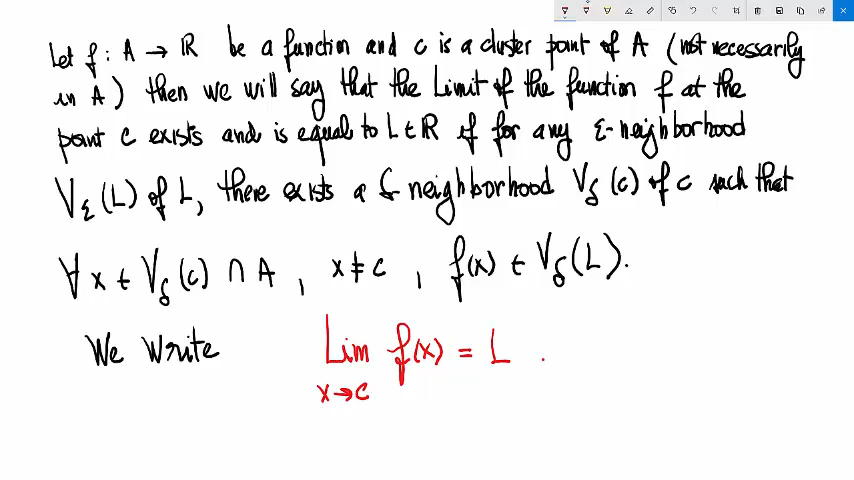 Let f : A → ℝ be a function and c is a cluster point of A (not necessarily
in A) then we will say that the Limit of the function f at the
point c exists and is equal to L ∈ ℝ if for any ε-neighborhood
V_ε(L) of L, there exists a δ-neighborhood V_δ(c) of c such that
∀ x ∈ V_δ(c) ∩ A , x ≠ c , f(x) ∈ V_δ(L).
We write Lim f(x) = L .
x→c